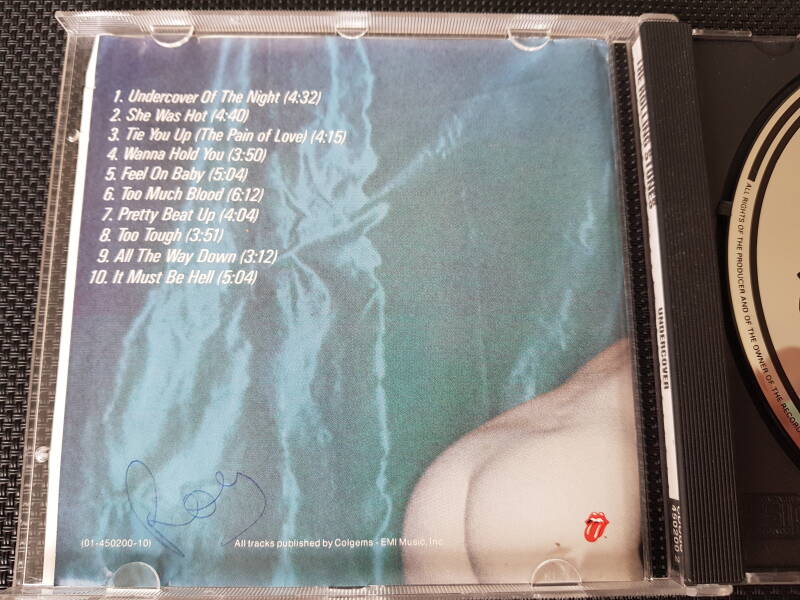 1. Undercover Of The Night (4:32)
2. She Was Hot (4:40)
3. Tie You Up (The Pain of Love) (4:15)
4. Wanna Hold You (3:50)
5. Feel On Baby (5:04)
6. Too Much Blood (6:12)
7. Pretty Beat Up (4:04)
8. Too Tough (3:51)
9. All The Way Down (3:12)
10. It Must Be Hell (5:04)
Roy
(01-450200-10)
All tracks published by Colgems - EMI Music, Inc.
UNDERCOVER
450200 2
ALL RIGHTS OF THE PRODUCER AND OF THE OWNER OF THE RECORD